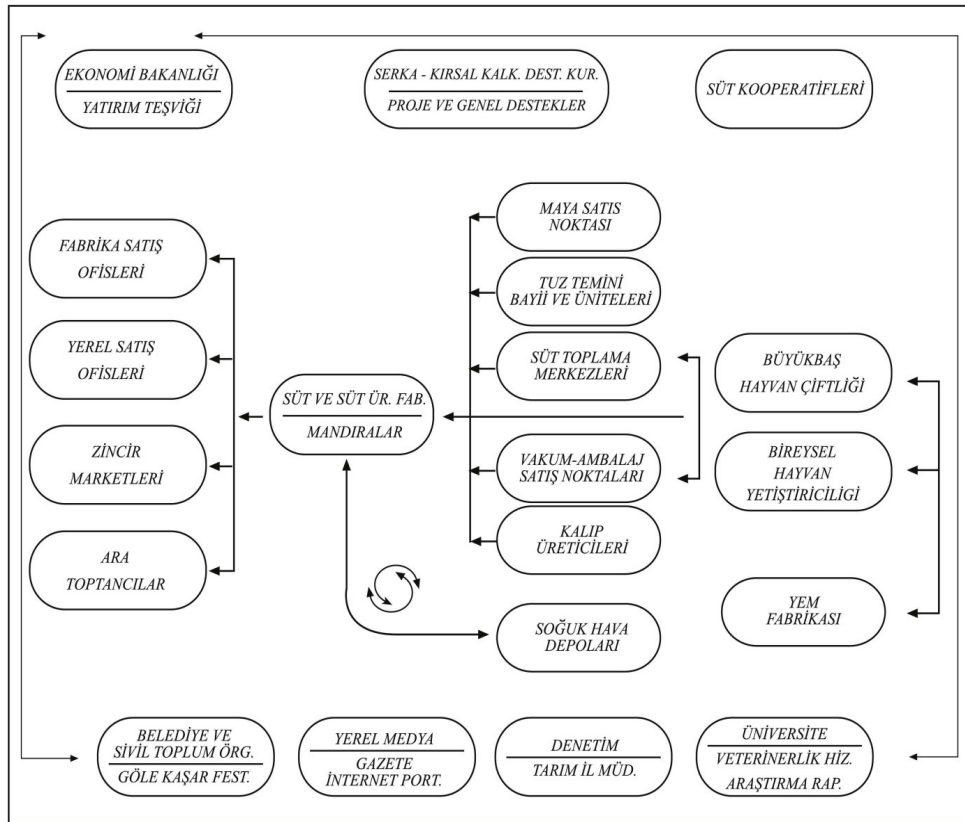 EKONOMİ BAKANLIĞI
YATIRIM TEŞVİĞİ
SERKA - KIRSAL KALK. DEST. KUR.
PROJE VE GENEL DESTEKLER
SÜT KOOPERATİFLERİ
FABRİKA SATIŞ
OFİSLERİ
YEREL SATIŞ
OFİSLERİ
ZİNCİR
MARKETLERİ
ARA
TOPTANCILAR
SÜT VE SÜT ÜR. FAB.
MANDIRALAR
MAYA SATIS
NOKTASI
TUZ TEMİNİ
BAYİİ VE ÜNİTELERİ
SÜT TOPLAMA
MERKEZLERİ
VAKUM-AMBALAJ
SATIŞ NOKTALARI
KALIP
ÜRETİCİLERİ
SOĞUK HAVA
DEPOLARI
BÜYÜKBAŞ
HAYVAN ÇİFTLİĞİ
BİREYSEL
HAYVAN
YETİŞTİRİCİLİGİ
YEM
FABRİKASI
BELEDİYE VE
SİVİL TOPLUM ÖRG.
GÖLE KAŞAR FEST.
YEREL MEDYA
GAZETE
İNTERNET PORT.
DENETİM
TARIM İL MÜD.
ÜNİVERSİTE
VETERİNERLİK HİZ.
ARAŞTIRMA RAP.